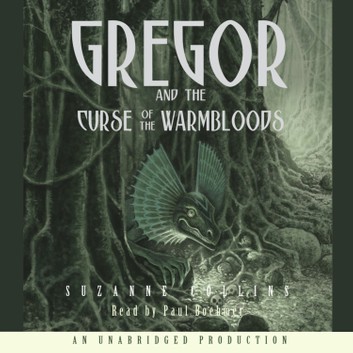 GREGOR
AND THE
CURSE OF THE WARMBLOODS
SUZANNE COLLINS
Read by Paul Boehmer
AN UNABRIDGED PRODUCTION